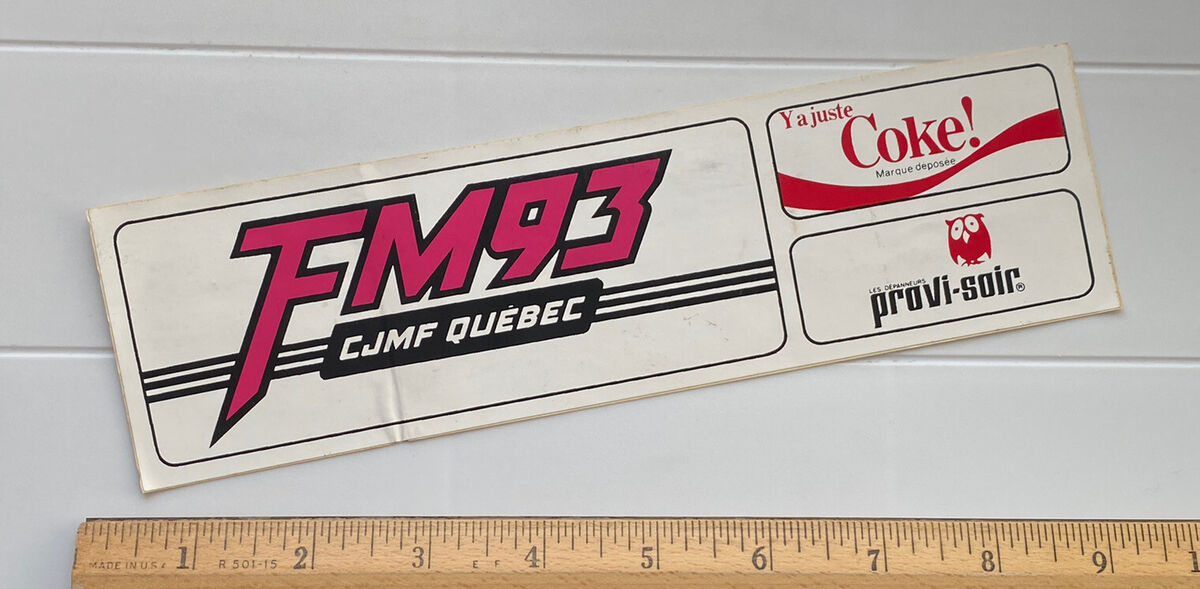 FM93
CJMF QUÉBEC
Y a juste
Coke!
Marque deposée
LES DÉPANNEURS
provi-soir®
1 2 3 4 5 6 7 8 9 1
MADE IN U.S.A. R 501-15 E F